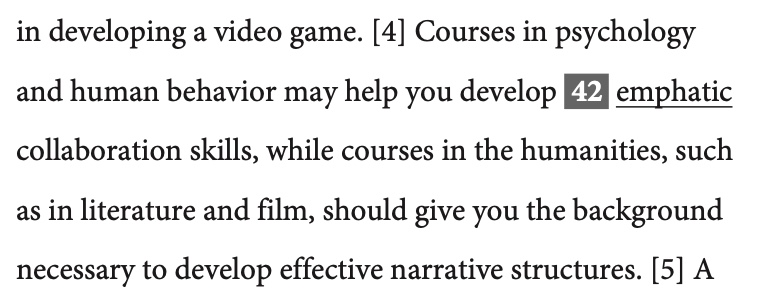 in developing a video game. [4] Courses in psychology
and human behavior may help you develop 42 emphatic
collaboration skills, while courses in the humanities, such
as in literature and film, should give you the background
necessary to develop effective narrative structures. [5] A